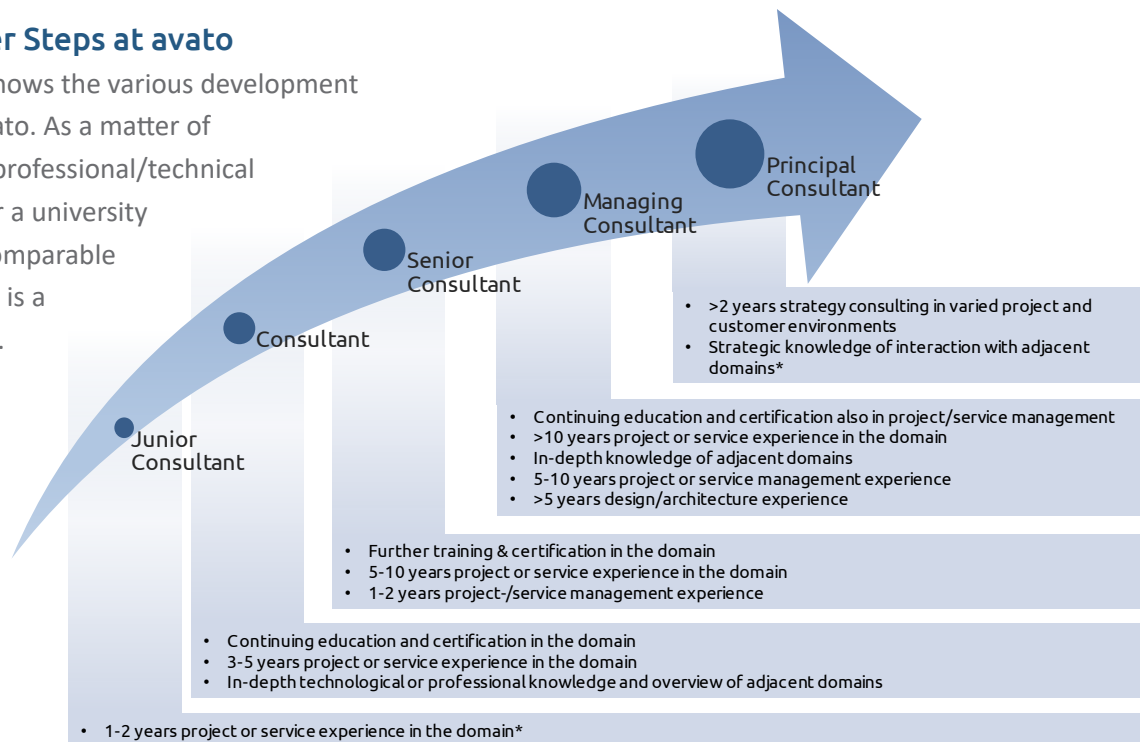 er Steps at avato
hows the various development
ato. As a matter of
professional/technical
r a university
omparable
is a
.
Principal
Consultant
Managing
Consultant
Senior
Consultant
Consultant
Junior
Consultant
• >2 years strategy consulting in varied project and
customer environments
• Strategic knowledge of interaction with adjacent
domains*
• Continuing education and certification also in project/service management
• >10 years project or service experience in the domain
• In-depth knowledge of adjacent domains
• 5-10 years project or service management experience
• >5 years design/architecture experience
• Further training & certification in the domain
• 5-10 years project or service experience in the domain
• 1-2 years project-/service management experience
• Continuing education and certification in the domain
• 3-5 years project or service experience in the domain
• In-depth technological or professional knowledge and overview of adjacent domains
• 1-2 years project or service experience in the domain*